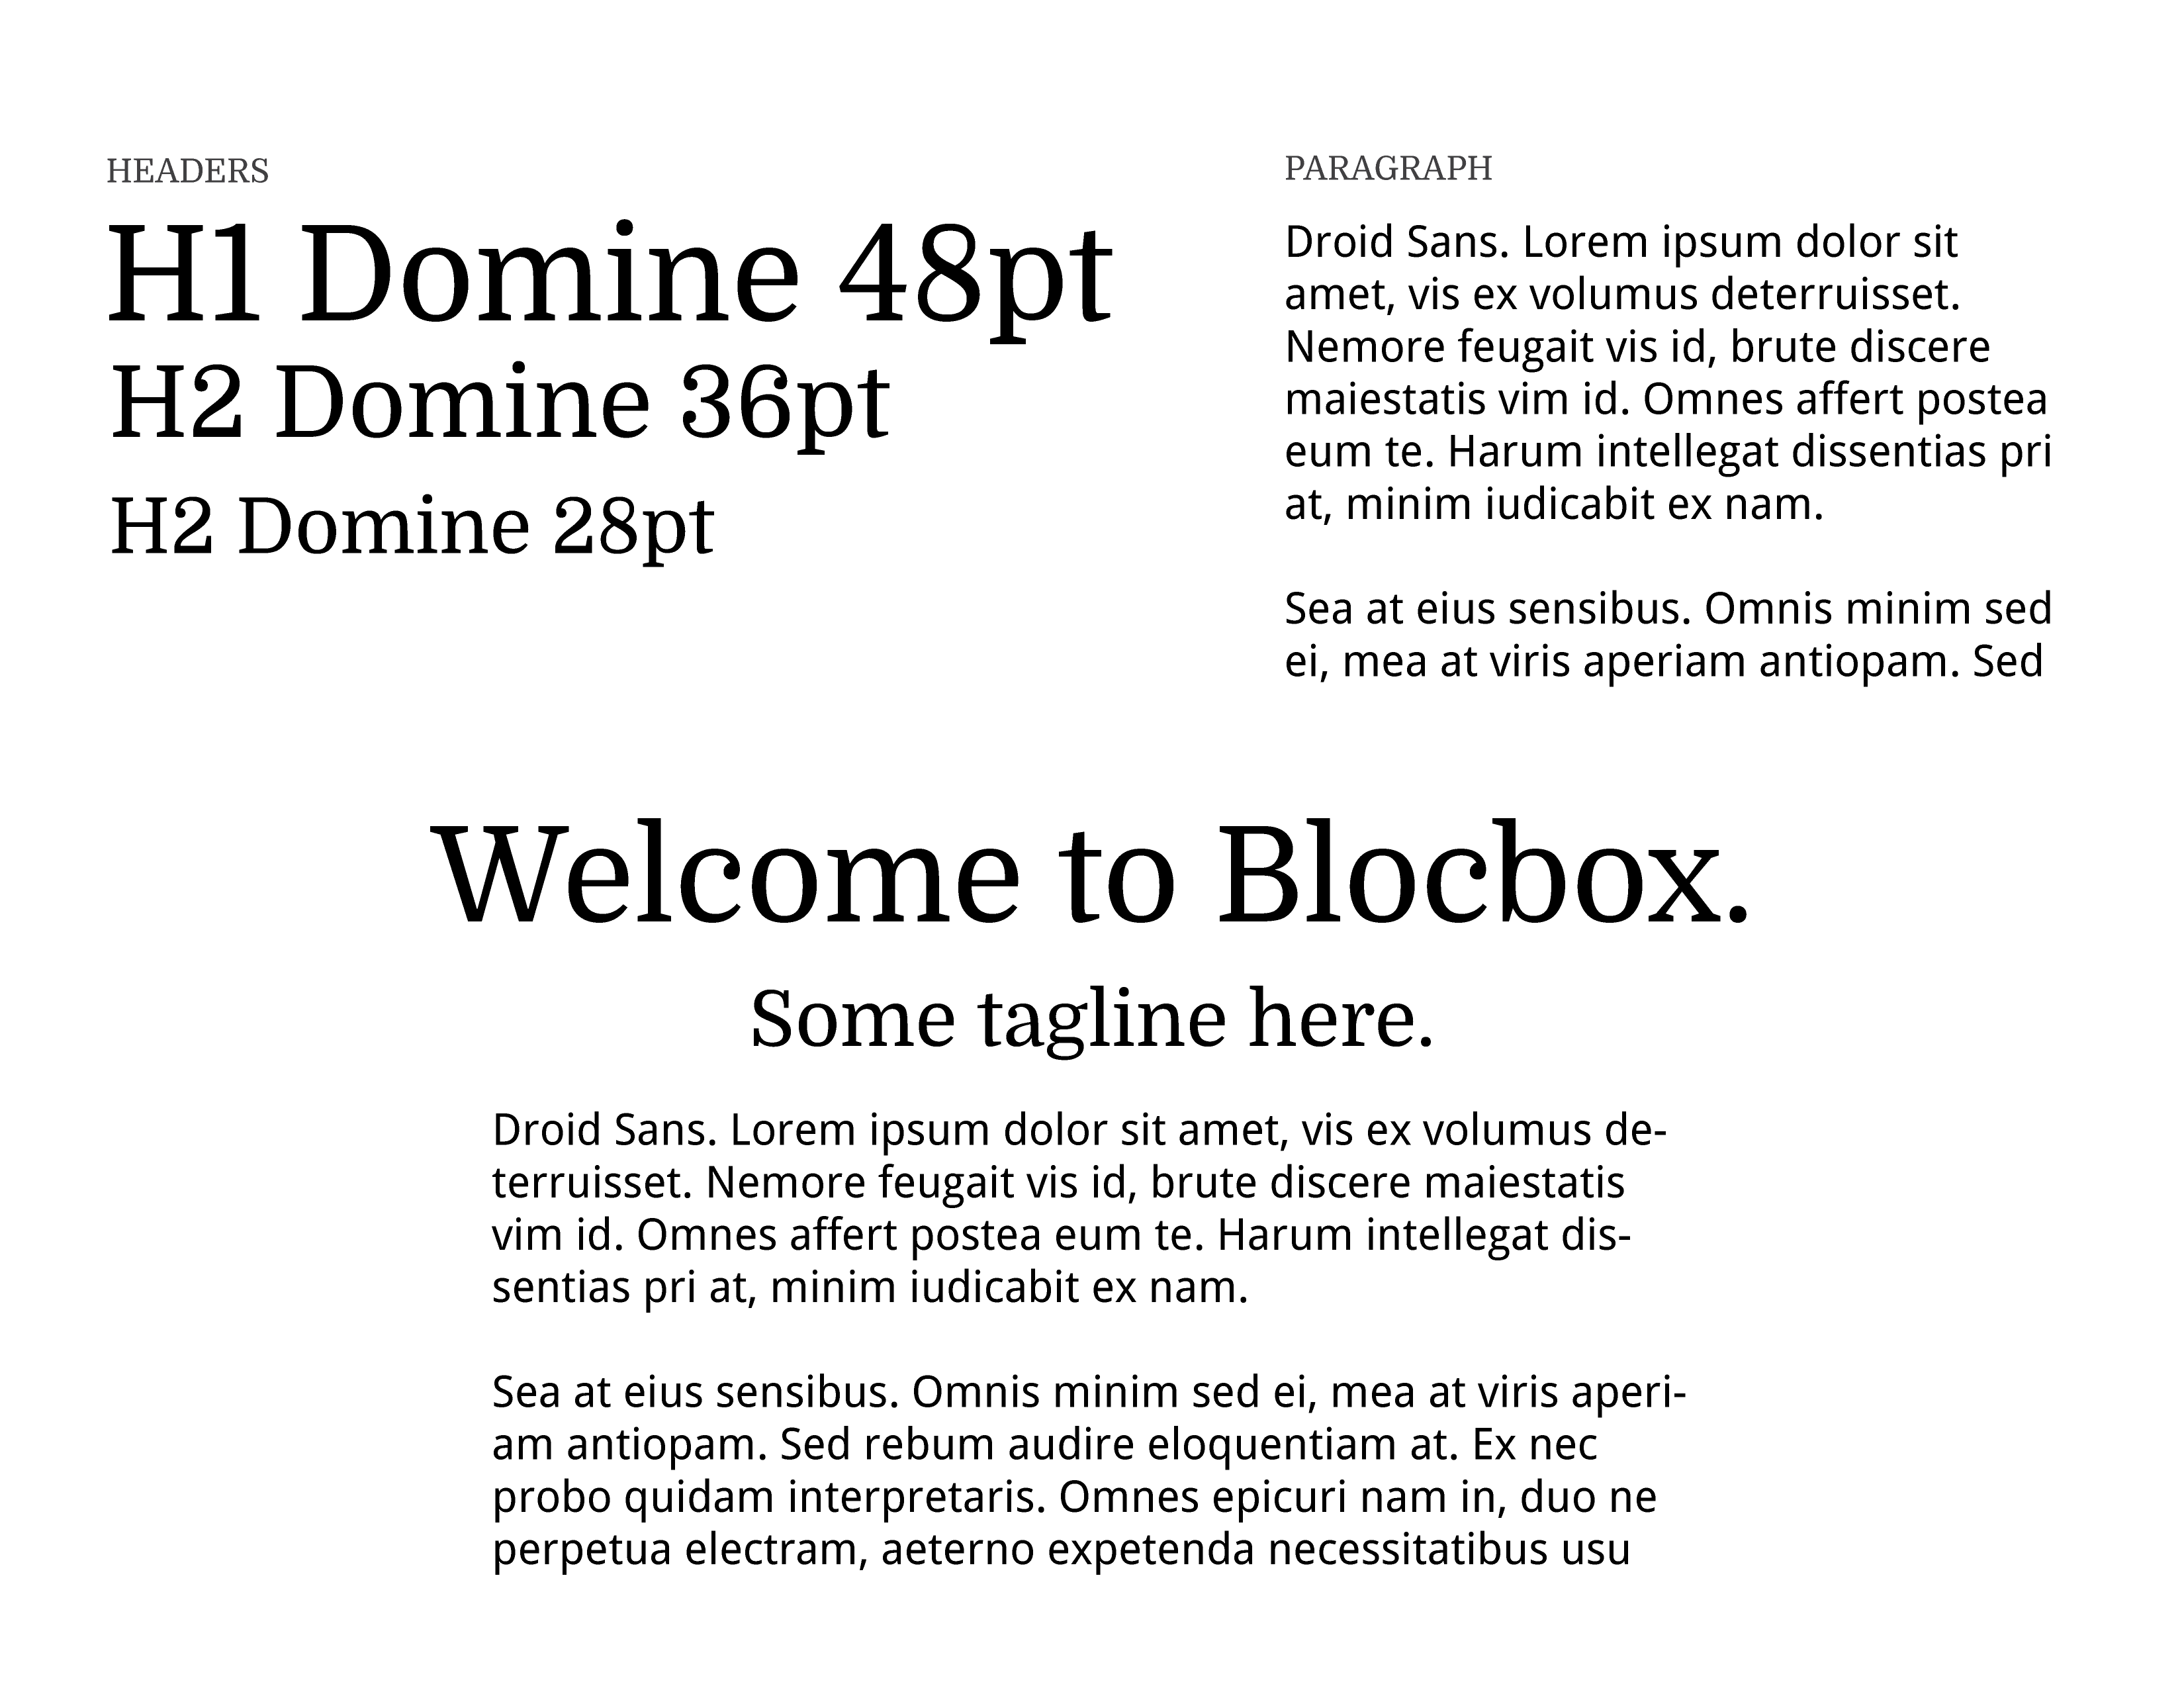 HEADERS
H1 Domine 48pt
H2 Domine 36pt
H2 Domine 28pt
PARAGRAPH
Droid Sans. Lorem ipsum dolor sit
amet, vis ex volumus deterruisset.
Nemore feugait vis id, brute discere
maiestatis vim id. Omnes affert postea
eum te. Harum intellegat dissentias pri
at, minim iudicabit ex nam.
Sea at eius sensibus. Omnis minim sed
ei, mea at viris aperiam antiopam. Sed
Welcome to Blocbox.
Some tagline here.
Droid Sans. Lorem ipsum dolor sit amet, vis ex volumus de-
terruisset. Nemore feugait vis id, brute discere maiestatis
vim id. Omnes affert postea eum te. Harum intellegat dis-
sentias pri at, minim iudicabit ex nam.
Sea at eius sensibus. Omnis minim sed ei, mea at viris aperi-
am antiopam. Sed rebum audire eloquentiam at. Ex nec
probo quidam interpretaris. Omnes epicuri nam in, duo ne
perpetua electram, aeterno expetenda necessitatibus usu